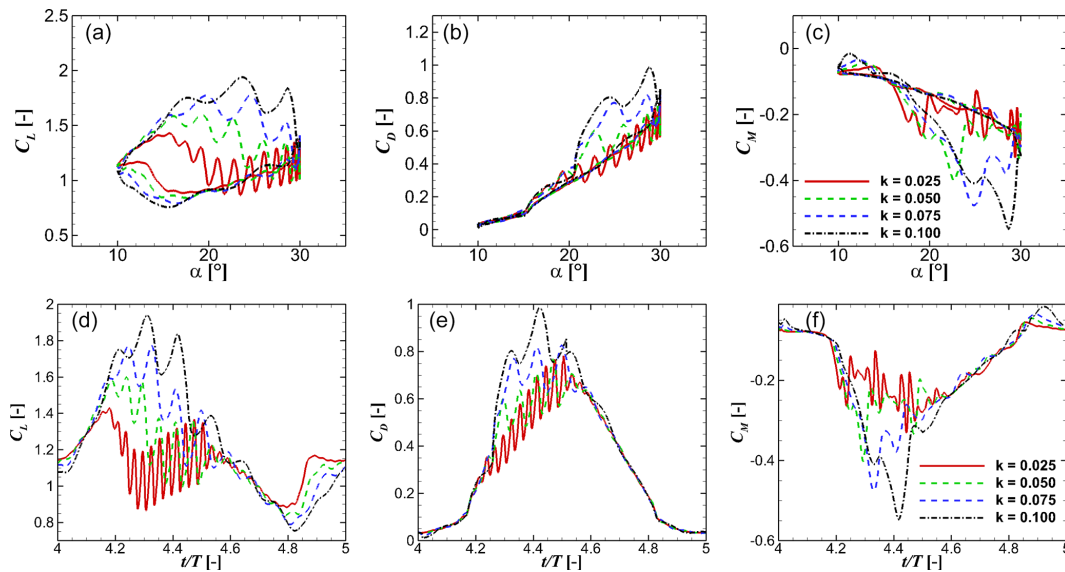 (a)
C_L [-]
2.5
2
1.5
1
0.5
10 20 30
α [°]
(b)
C_D [-]
1.2
1
0.8
0.6
0.4
0.2
0
10 20 30
α [°]
(c)
C_M [-]
0
-0.2
-0.4
-0.6
k = 0.025
k = 0.050
k = 0.075
k = 0.100
10 20 30
α [°]
(d)
C_L [-]
2
1.8
1.6
1.4
1.2
1
0.8
4 4.2 4.4 4.6 4.8 5
t/T [-]
(e)
C_D [-]
1
0.8
0.6
0.4
0.2
0
4 4.2 4.4 4.6 4.8 5
t/T [-]
(f)
C_M [-]
-0.2
-0.4
-0.6
k = 0.025
k = 0.050
k = 0.075
k = 0.100
4 4.2 4.4 4.6 4.8 5
t/T [-]